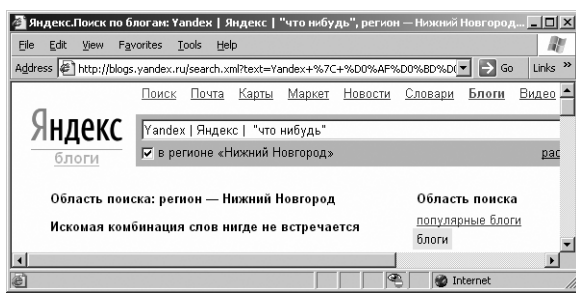 Яндекс.Поиск по блогам: Yandex | Яндекс | "что нибудь", регион — Нижний Новгород...
File Edit View Favorites Tools Help
Address http://blogs.yandex.ru/search.xml?text=Yandex+%7C+%D0%AF%D0%BD%D( Go Links »
Поиск Почта Карты Маркет Новости Словари Блоги Видео
Яндекс
блоги
Yandex | Яндекс | "что нибудь"
в регионе «Нижний Новгород» рас
Область поиска: регион — Нижний Новгород
Область поиска
популярные блоги
Искомая комбинация слов нигде не встречается
блоги
Internet